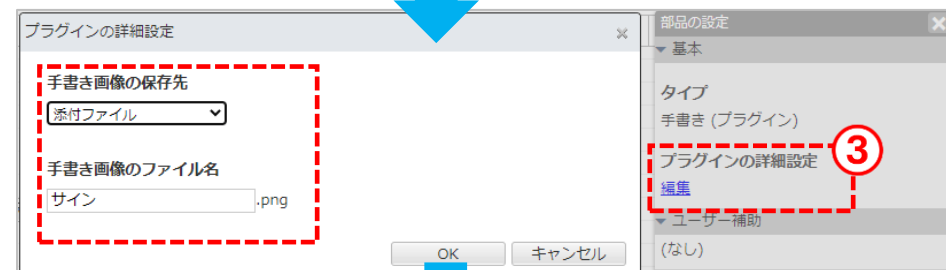 プラグインの詳細設定
手書き画像の保存先
添付ファイル
手書き画像のファイル名
サイン .png
OK キャンセル
部品の設定
基本
タイプ
手書き (プラグイン)
プラグインの詳細設定
③
編集
ユーザー補助
(なし)